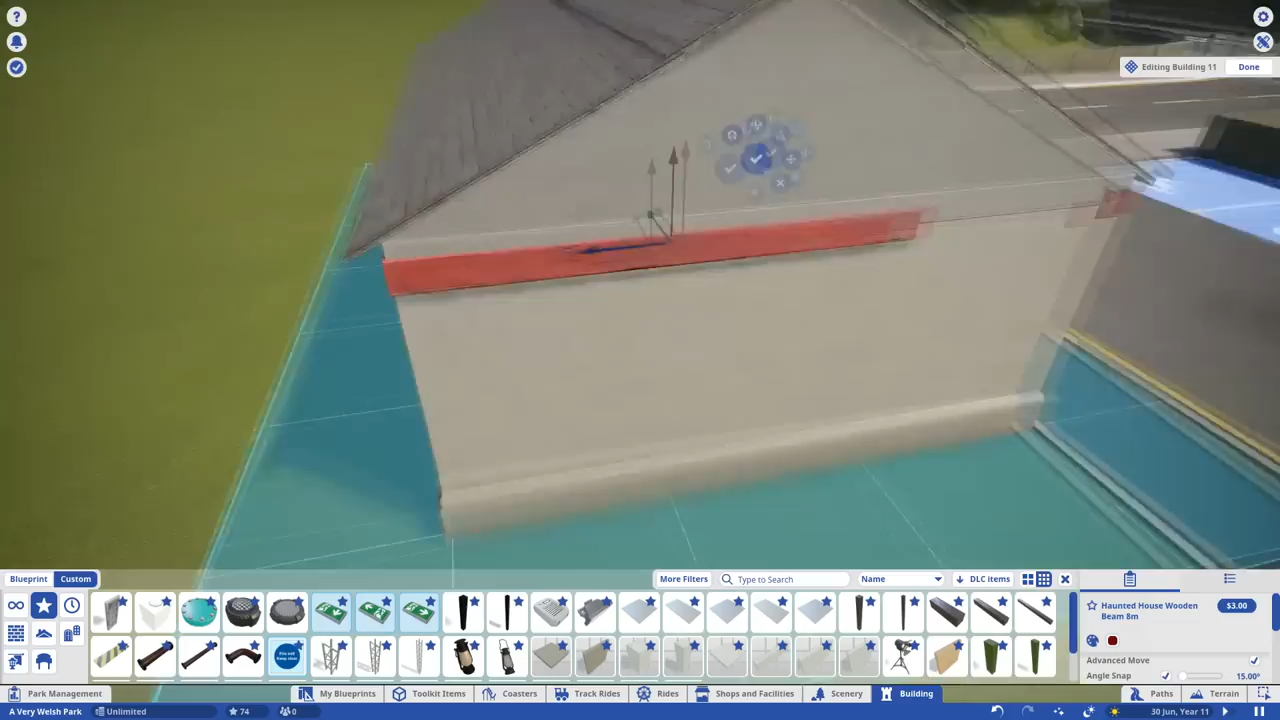 ?
Editing Building 11
Done
Blueprint
Custom
More Filters
Type to Search
Name
DLC items
Haunted House Wooden
Beam 8m
$3.00
Advanced Move
Angle Snap
15.00°
Park Management
My Blueprints
Toolkit Items
Coasters
Track Rides
Rides
Shops and Facilities
Scenery
Building
Paths
Terrain
A Very Welsh Park
Unlimited
74
0
30 Jun, Year 11